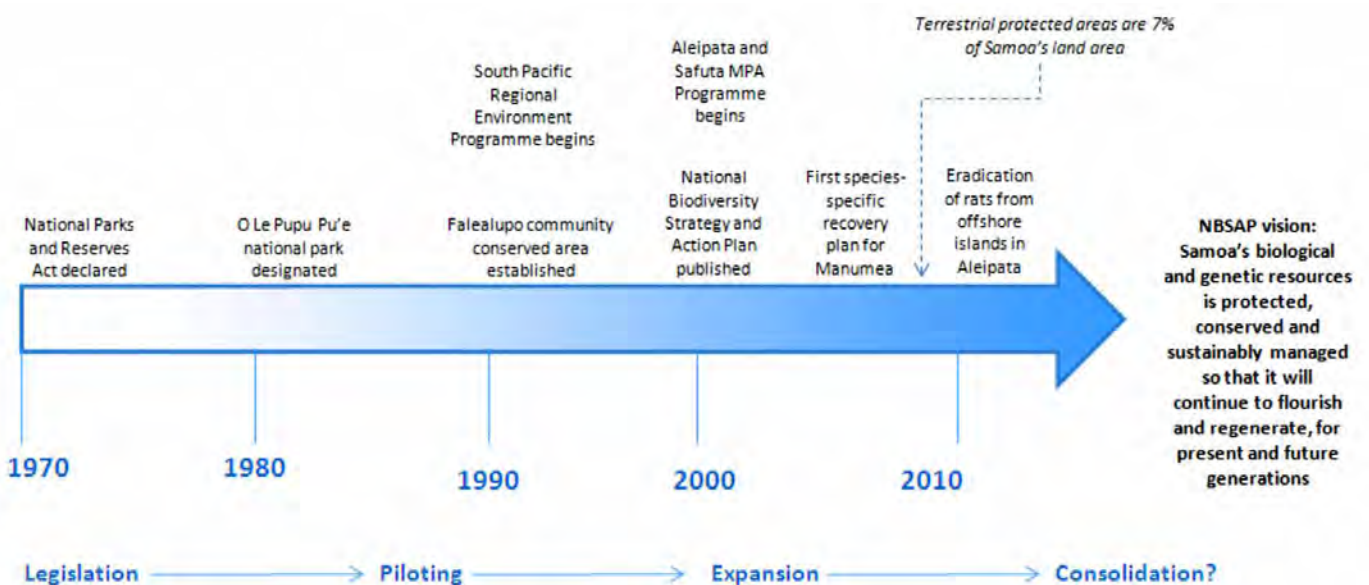 Terrestrial protected areas are 7%
of Samoa's land area
South Pacific
Regional
Environment
Programme begins
Aleipata and
Safuta MPA
Programme
begins
National Parks
and Reserves
Act declared
O Le Pupu Pu'e
national park
designated
Falealupo community
conserved area
established
National
Biodiversity
Strategy and
Action Plan
published
First species-
specific
recovery
plan for
Manumea
Eradication
of rats from
offshore
islands in
Aleipata
NBSAP vision:
Samoa's biological
and genetic resources
is protected,
conserved and
sustainably managed
so that it will
continue to flourish
and regenerate, for
present and future
generations
1970
1980
1990
2000
2010
Legislation
Piloting
Expansion
Consolidation?